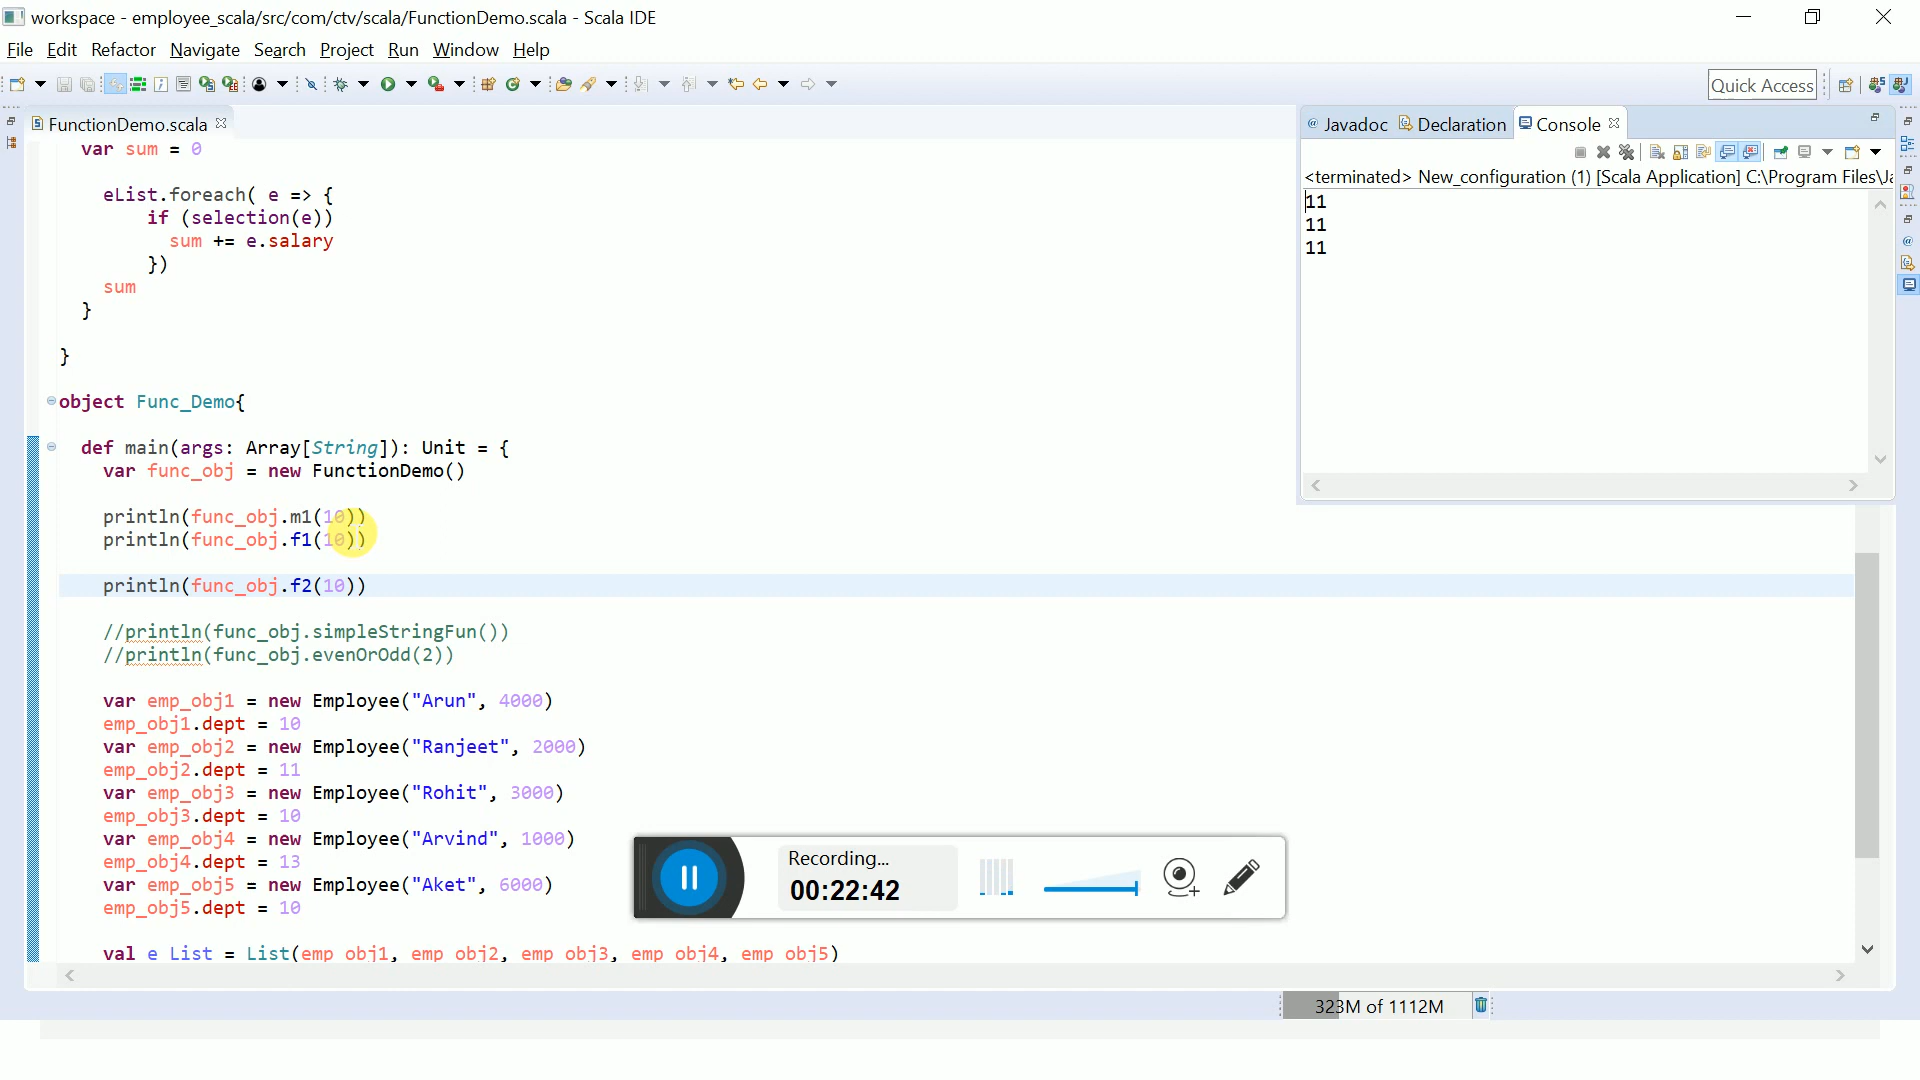 workspace - employee_scala/src/com/ctv/scala/FunctionDemo.scala - Scala IDE
File Edit Refactor Navigate Search Project Run Window Help
Quick Access
FunctionDemo.scala
var sum = 0
eList.foreach( e => {
if (selection(e))
sum += e.salary
})
sum
}
}
object Func_Demo{
def main(args: Array[String]): Unit = {
var func_obj = new FunctionDemo()
println(func_obj.m1(10))
println(func_obj.f1(10))
println(func_obj.f2(10))
//println(func_obj.simpleStringFun())
//println(func_obj.evenOrOdd(2))
var emp_obj1 = new Employee("Arun", 4000)
emp_obj1.dept = 10
var emp_obj2 = new Employee("Ranjeet", 2000)
emp_obj2.dept = 11
var emp_obj3 = new Employee("Rohit", 3000)
emp_obj3.dept = 10
var emp_obj4 = new Employee("Arvind", 1000)
emp_obj4.dept = 13
var emp_obj5 = new Employee("Aket", 6000)
emp_obj5.dept = 10
val e_List = List(emp_obj1, emp_obj2, emp_obj3, emp_obj4, emp_obj5)
Javadoc Declaration Console
<terminated> New_configuration (1) [Scala Application] C:\Program Files\Ja
11
11
11
Recording...
00:22:42
323M of 1112M